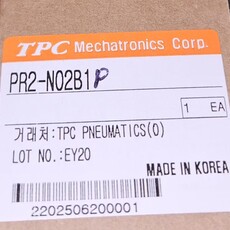 TPC Mechatronics Corp.
PR2-N02B1P
1 EA
거래처:TPC PNEUMATICS(O)
LOT NO.:EY20
MADE IN KOREA
2202506200001